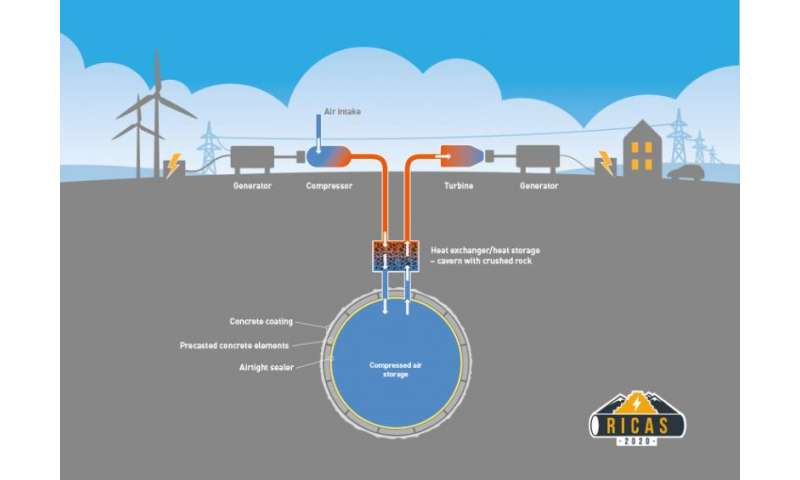 Air intake
Generator
Compressor
Turbine
Generator
Heat exchanger/heat storage
– cavern with crushed rock
Concrete coating
Precasted concrete elements
Airtight sealer
Compressed air
storage
RICAS
·2020·